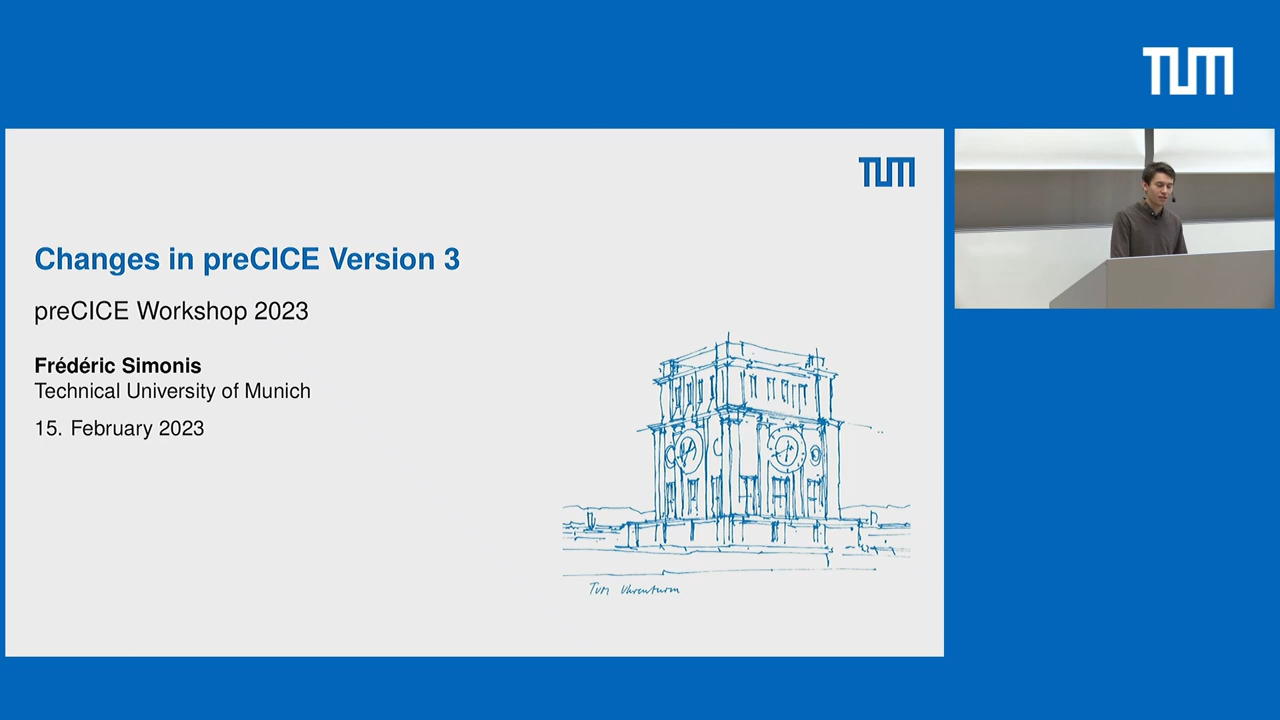 TUM
TUM
Changes in preCICE Version 3
preCICE Workshop 2023
Frédéric Simonis
Technical University of Munich
15. February 2023
TUM Uhrenturm